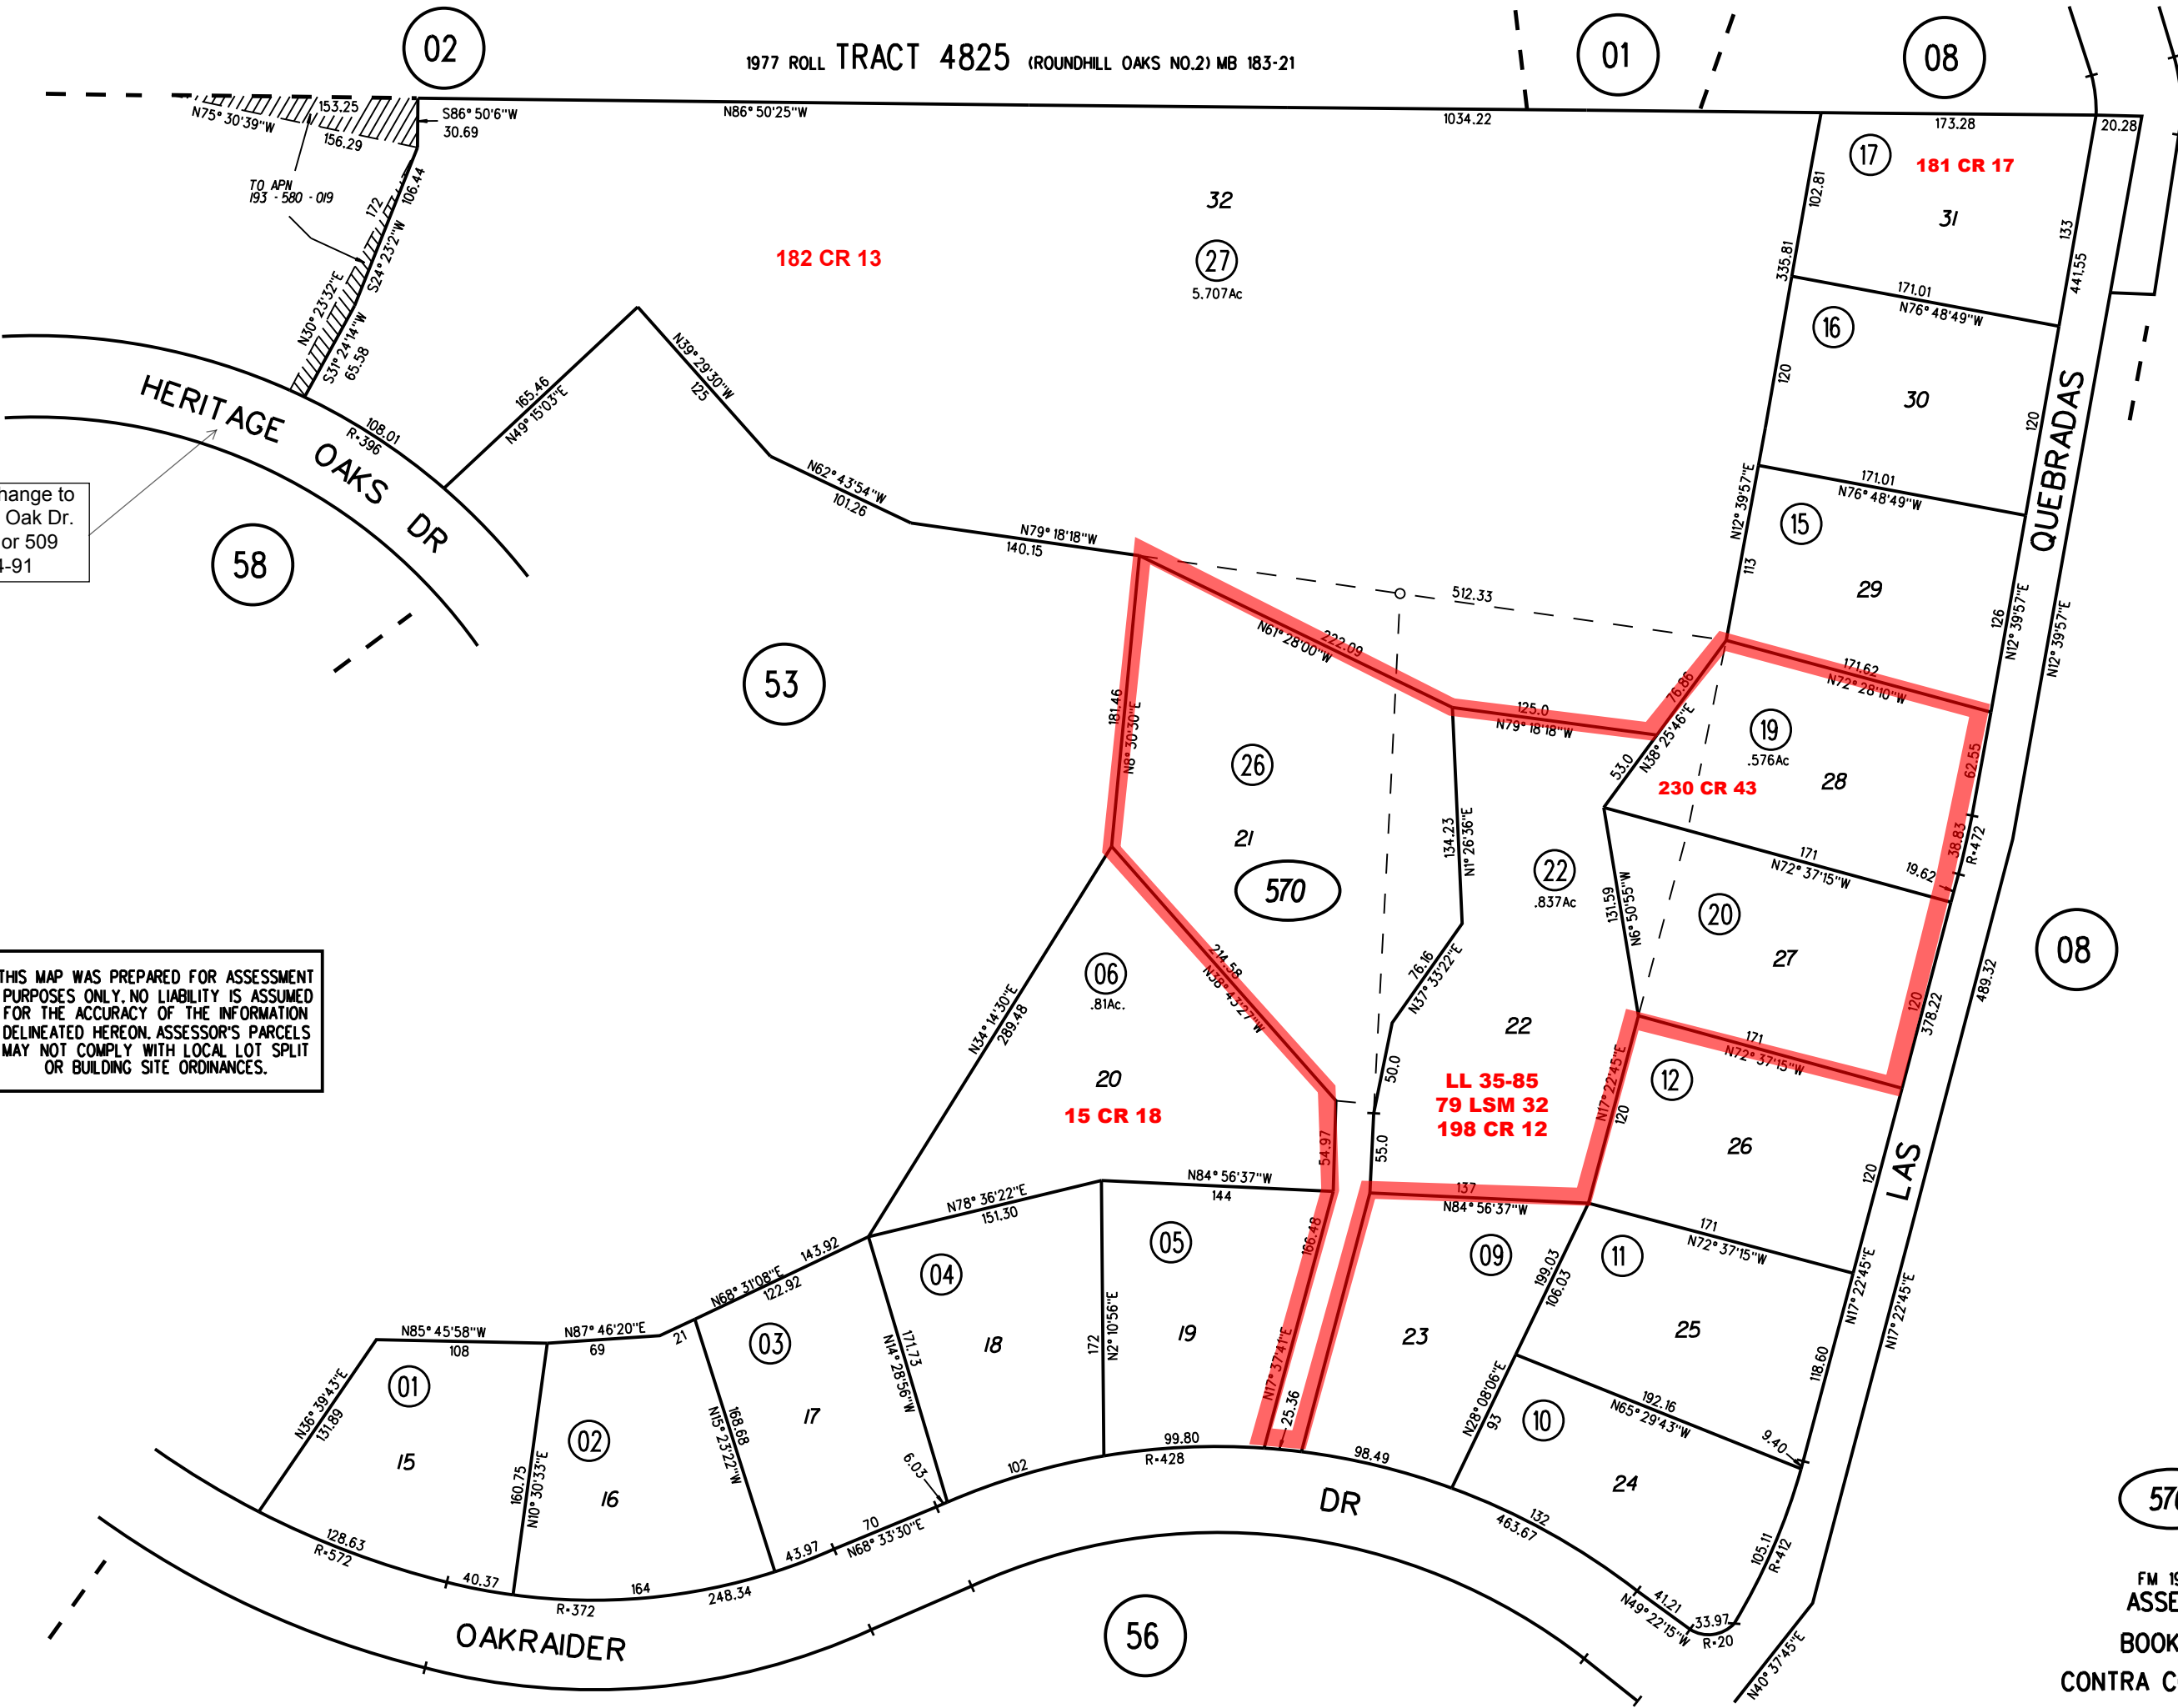 02
1977 ROLL TRACT 4825 (ROUNDHILL OAKS NO.2) MB 183-21
01
08
153.25
N75°30'39"W
156.29
S86°50'6"W
30.69
N86°50'25"W
1034.22
173.28
20.28
TO APN
193-580-019
172
106.44
S24°23'2"W
N30°23'32"E
S31°24'14"W
65.58
32
27
5.707Ac
182 CR 13
17
181 CR 17
31
102.81
335.81
133
441.55
171.01
N76°48'49"W
16
30
120
120
171.01
N76°48'49"W
15
29
N12°39'57"E
113
126
N12°39'57"E
N12°39'57"E
QUEBRADAS
HERITAGE OAKS DR
108.01
R=396
165.46
N49°15'03"E
N39°29'30"W
125
N62°43'54"W
101.26
N79°18'18"W
140.15
hange to
Oak Dr.
or 509
4-91
58
53
512.33
222.09
N61°28'00"W
125.0
N79°18'18"W
76.86
N38°25'46"E
53.0
171.62
N72°28'10"W
19
.576Ac
28
230 CR 43
62.55
38.83
R=472
19.62
181.46
N8°30'30"E
26
21
570
134.23
N1°26'36"E
22
.837Ac
131.59
N6°50'55"W
171
N72°37'15"W
20
27
08
120
378.22
489.32
THIS MAP WAS PREPARED FOR ASSESSMENT
PURPOSES ONLY. NO LIABILITY IS ASSUMED
FOR THE ACCURACY OF THE INFORMATION
DELINEATED HEREON. ASSESSOR'S PARCELS
MAY NOT COMPLY WITH LOCAL LOT SPLIT
OR BUILDING SITE ORDINANCES.
06
.81Ac.
20
15 CR 18
N34°14'30"E
289.48
214.58
N38°43'27"W
76.16
N37°33'22"E
50.0
55.0
54.97
22
LL 35-85
79 LSM 32
198 CR 12
N17°22'45"E
120
171
N72°37'15"W
12
26
120
LAS
137
N84°56'37"W
N84°56'37"W
144
N78°36'22"E
151.30
143.92
N68°31'08"E
122.92
21
N87°46'20"E
69
N85°45'58"W
108
N36°39'43"E
131.89
01
15
160.75
N10°30'33"E
02
16
03
17
168.68
N15°23'22"W
04
18
171.73
N14°28'56"W
05
19
172
N2°10'56"E
166.48
N17°37'41"E
25.36
09
23
199.03
106.03
N28°08'06"E
93
11
25
171
N72°37'15"W
N17°22'45"E
N17°22'45"E
118.60
10
24
192.16
N65°29'43"W
9.40
105.11
R=412
128.63
R=572
40.37
164
R=372
248.34
43.97
70
N68°33'30"E
6.03
102
99.80
R=428
98.49
132
463.67
41.21
N49°22'15"W
33.97
R=20
N40°37'45"E
OAKRAIDER
DR
56
57
FM 19
ASSE
BOOK
CONTRA C